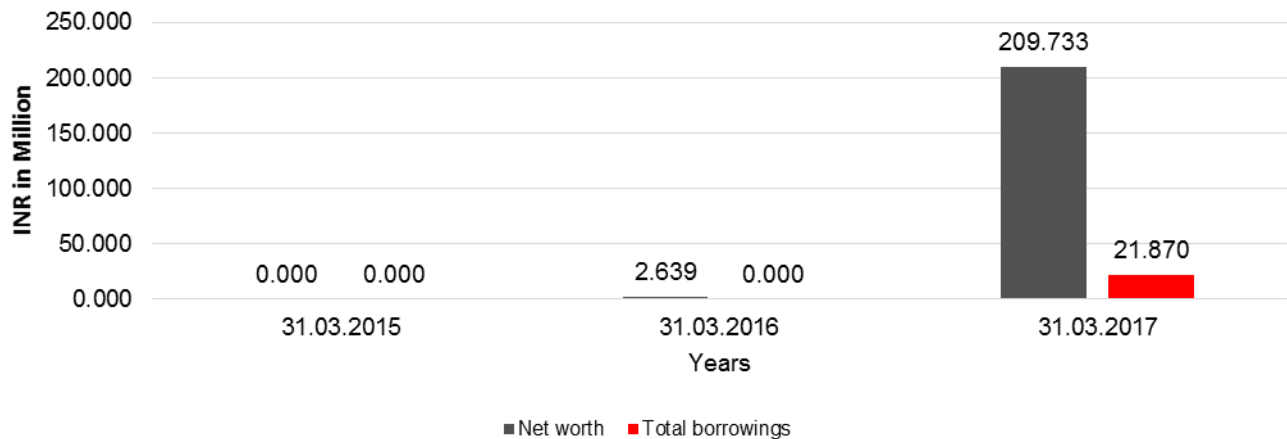 250.000
209.733
200.000
150.000
INR in Million
100.000
50.000
0.000 0.000 2.639 0.000 21.870
0.000
31.03.2015 31.03.2016 31.03.2017
Years
Net worth Total borrowings